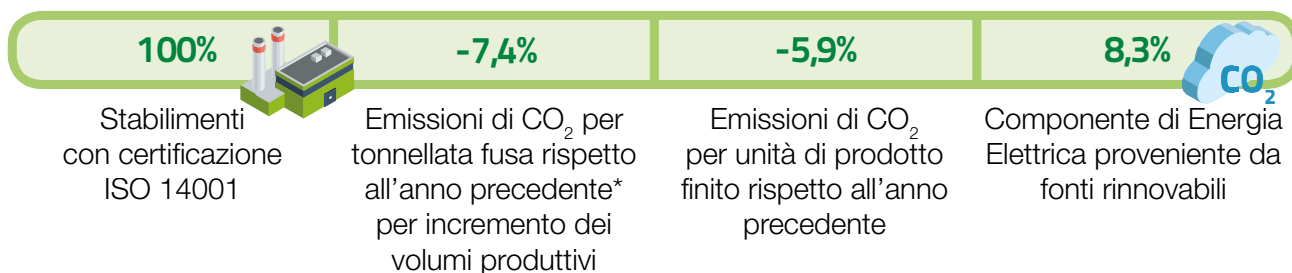 100%
-7,4%
-5,9%
8,3%
CO₂
Stabilimenti
con certificazione
ISO 14001
Emissioni di CO₂ per
tonnellata fusa rispetto
all’anno precedente*
per incremento dei
volumi produttivi
Emissioni di CO₂
per unità di prodotto
finito rispetto all’anno
precedente
Componente di Energia
Elettrica proveniente da
fonti rinnovabili